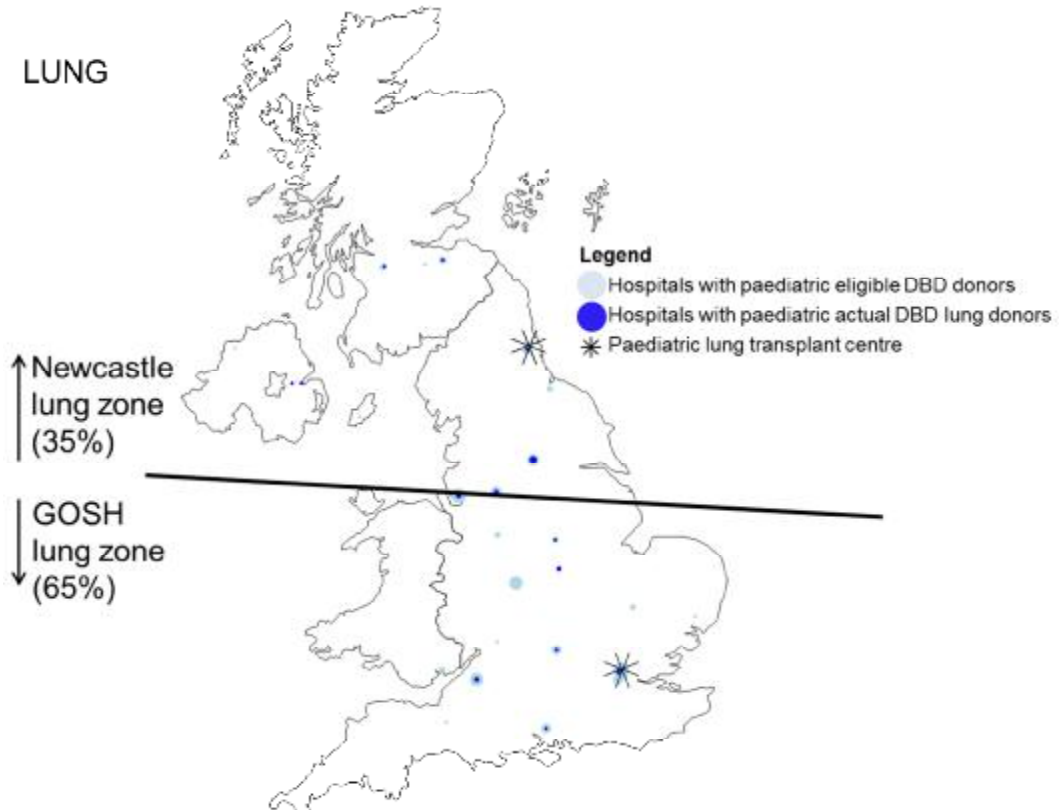 LUNG
Legend
Hospitals with paediatric eligible DBD donors
Hospitals with paediatric actual DBD lung donors
Paediatric lung transplant centre
Newcastle
lung zone
(35%)
GOSH
lung zone
(65%)